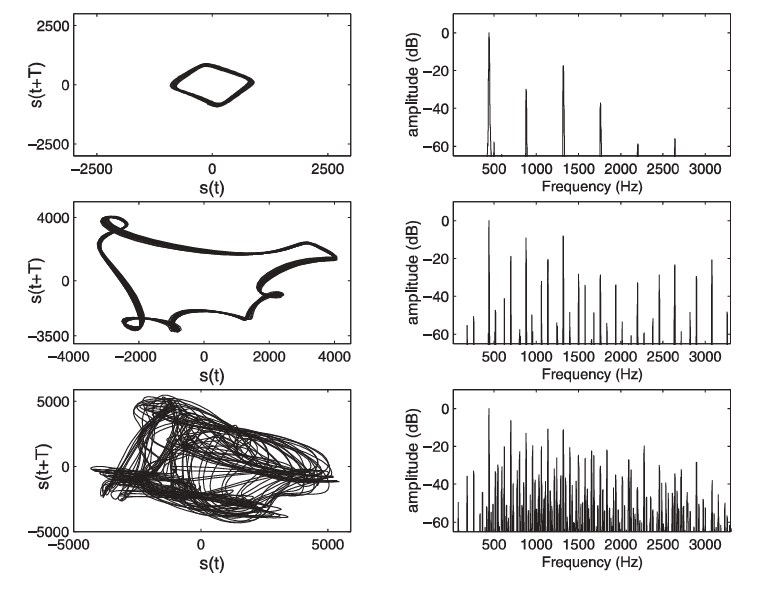 2500
0
−2500
s(t+T)
−2500 0 2500
s(t)
0
−20
−40
−60
amplitude (dB)
500 1000 1500 2000 2500 3000
Frequency (Hz)
4000
0
−3500
s(t+T)
−4000 −2000 0 2000 4000
s(t)
0
−20
−40
−60
amplitude (dB)
500 1000 1500 2000 2500 3000
Frequency (Hz)
5000
0
−5000
s(t+T)
−5000 0 5000
s(t)
0
−20
−40
−60
amplitude (dB)
500 1000 1500 2000 2500 3000
Frequency (Hz)